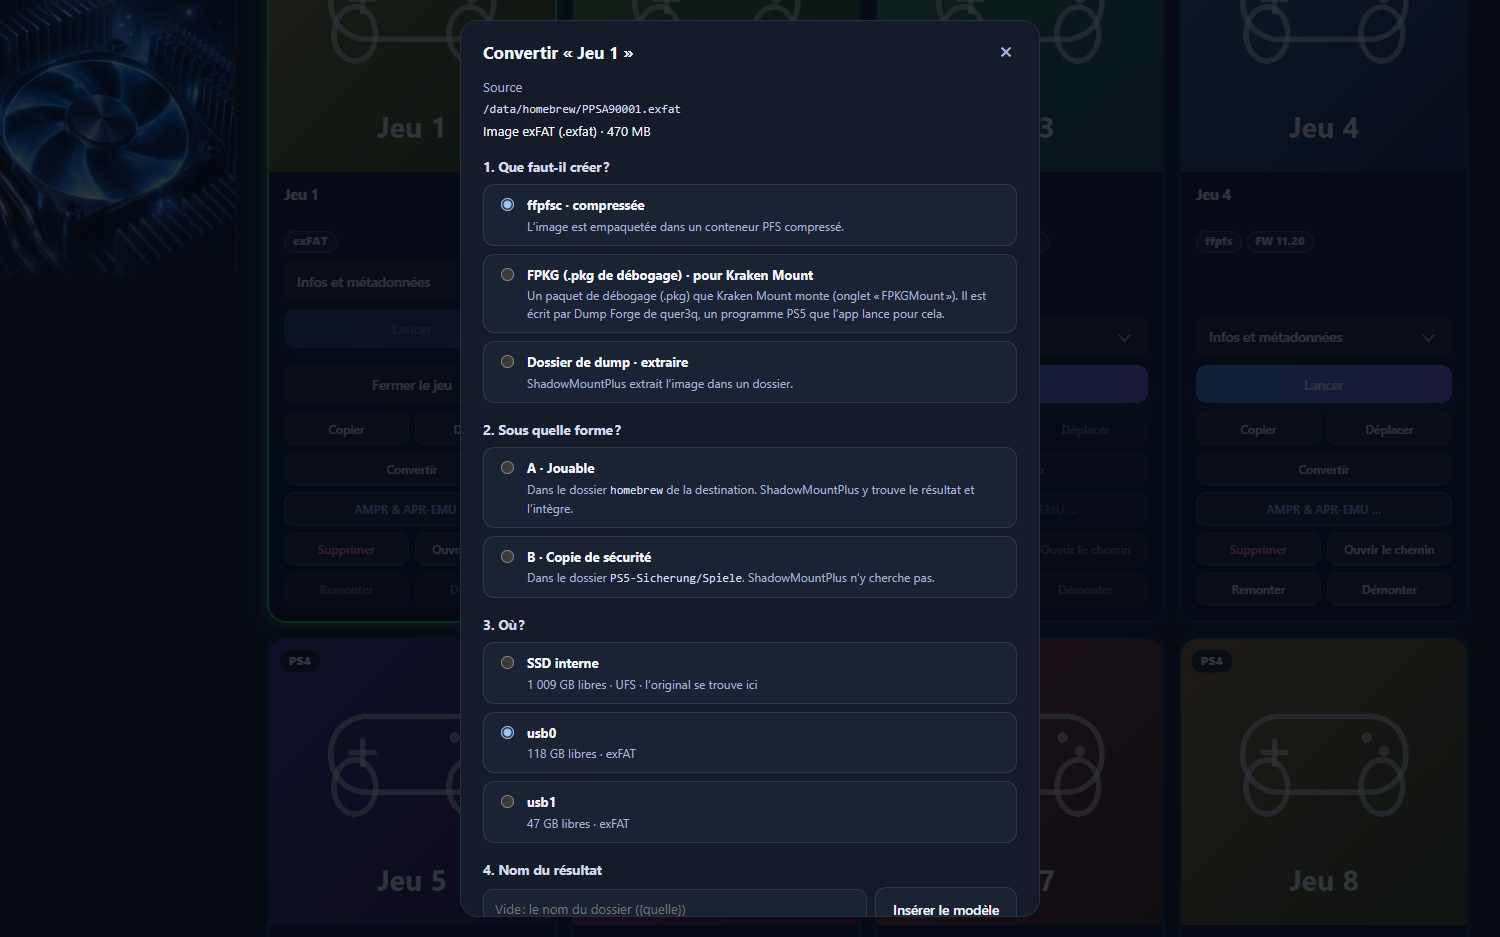 Convertir « Jeu 1 »
✕
Source
/data/homebrew/PPSA90001.exfat
Image exFAT (.exfat) · 470 MB
1. Que faut-il créer ?
ffpfsc · compressée
L’image est empaquetée dans un conteneur PFS compressé.
FPKG (.pkg de débogage) · pour Kraken Mount
Un paquet de débogage (.pkg) que Kraken Mount monte (onglet « FPKGMount »). Il est
écrit par Dump Forge de quer3q, un programme PS5 que l’app lance pour cela.
Dossier de dump · extraire
ShadowMountPlus extrait l’image dans un dossier.
2. Sous quelle forme ?
A · Jouable
Dans le dossier homebrew de la destination. ShadowMountPlus y trouve le résultat et
l’intègre.
B · Copie de sécurité
Dans le dossier PS5-Sicherung/Spiele. ShadowMountPlus n’y cherche pas.
3. Où ?
SSD interne
1 009 GB libres · UFS · l’original se trouve ici
usb0
118 GB libres · exFAT
usb1
47 GB libres · exFAT
4. Nom du résultat
Vide : le nom du dossier ({quelle})
Insérer le modèle
Jeu 1
Jeu 1
exFAT
Infos et métadonnées
Lancer
Fermer le jeu
Copier
Convertir
AMPR & APR-EMU
Supprimer
Remonter
3
Déplacer
Ouvrir le chemin
Démonter
Jeu 4
Jeu 4
ffpfs
FW 11.20
Infos et métadonnées
Lancer
Copier
Déplacer
Convertir
AMPR & APR-EMU ...
Supprimer
Ouvrir le chemin
Remonter
Démonter
PS4
Jeu 5
7
PS4
Jeu 8